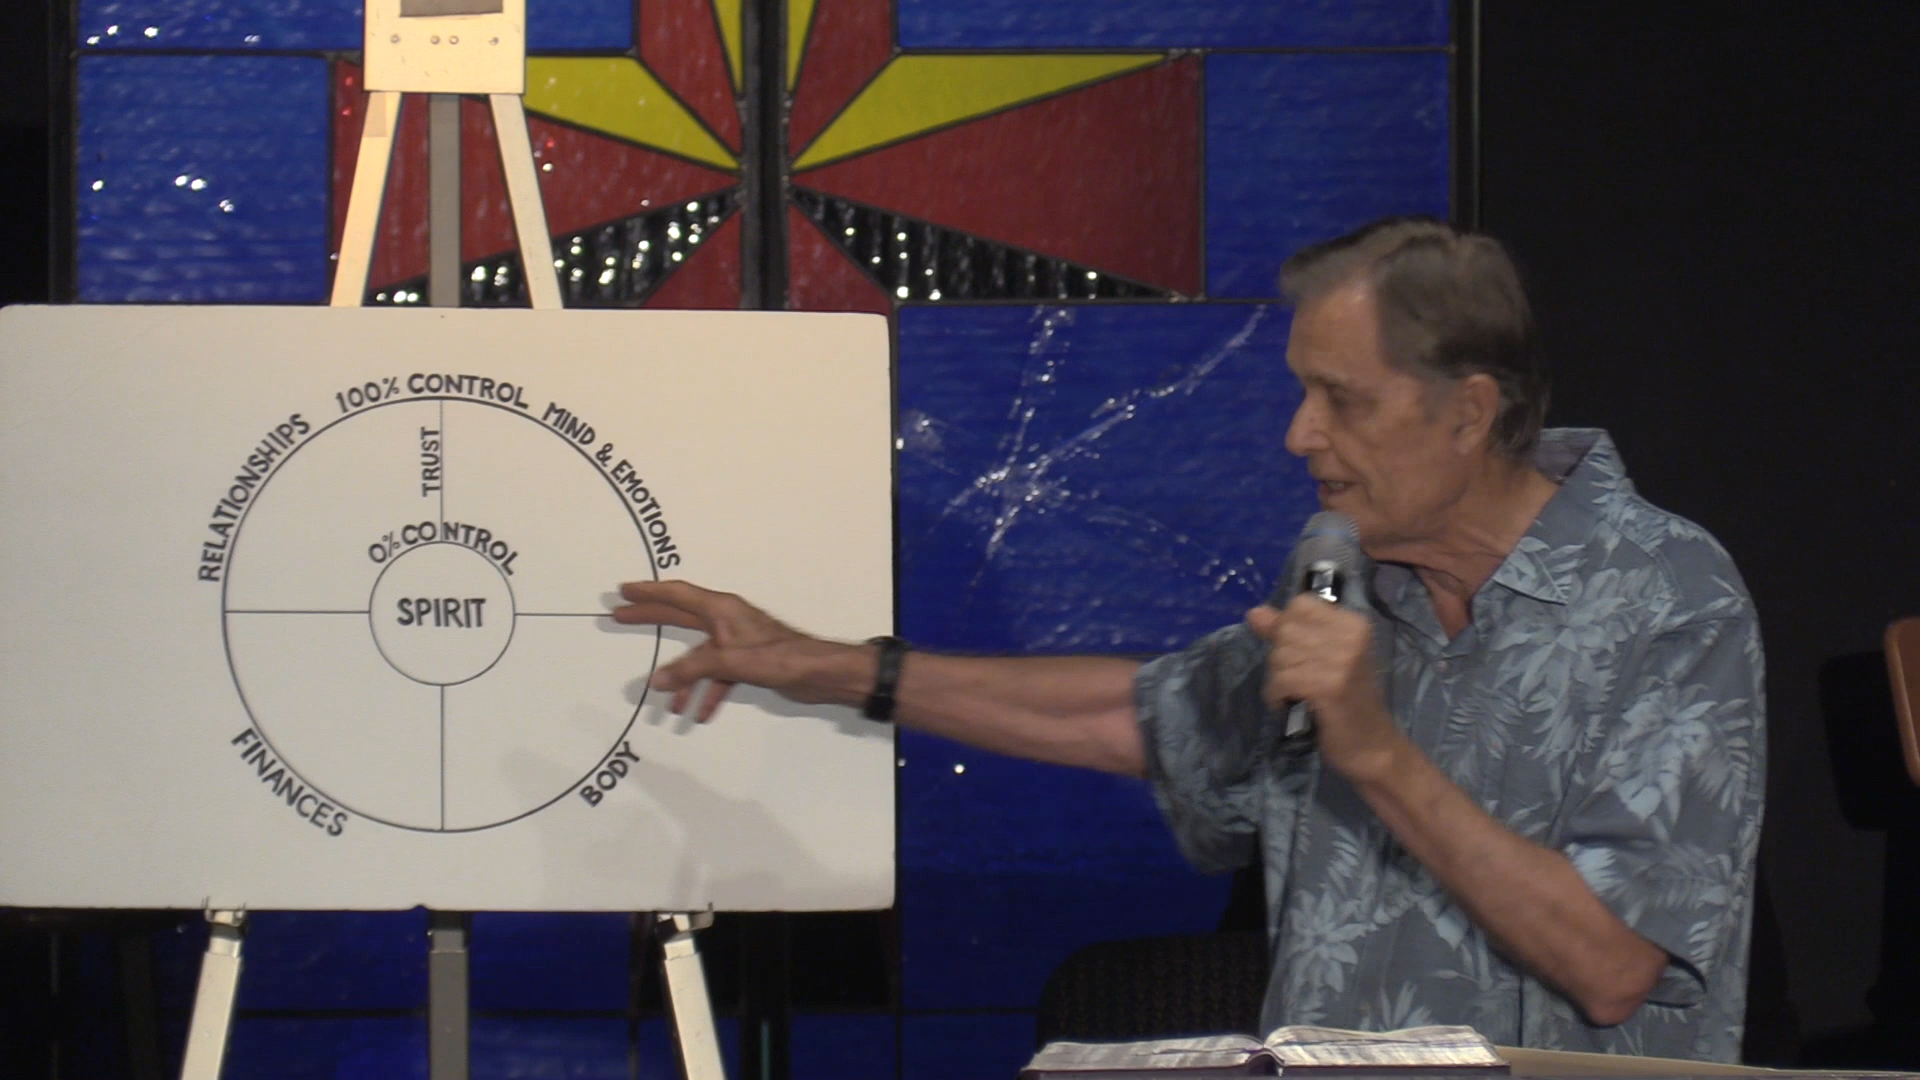 100% CONTROL
RELATIONSHIPS
MIND & EMOTIONS
TRUST
0% CONTROL
SPIRIT
FINANCES
BODY